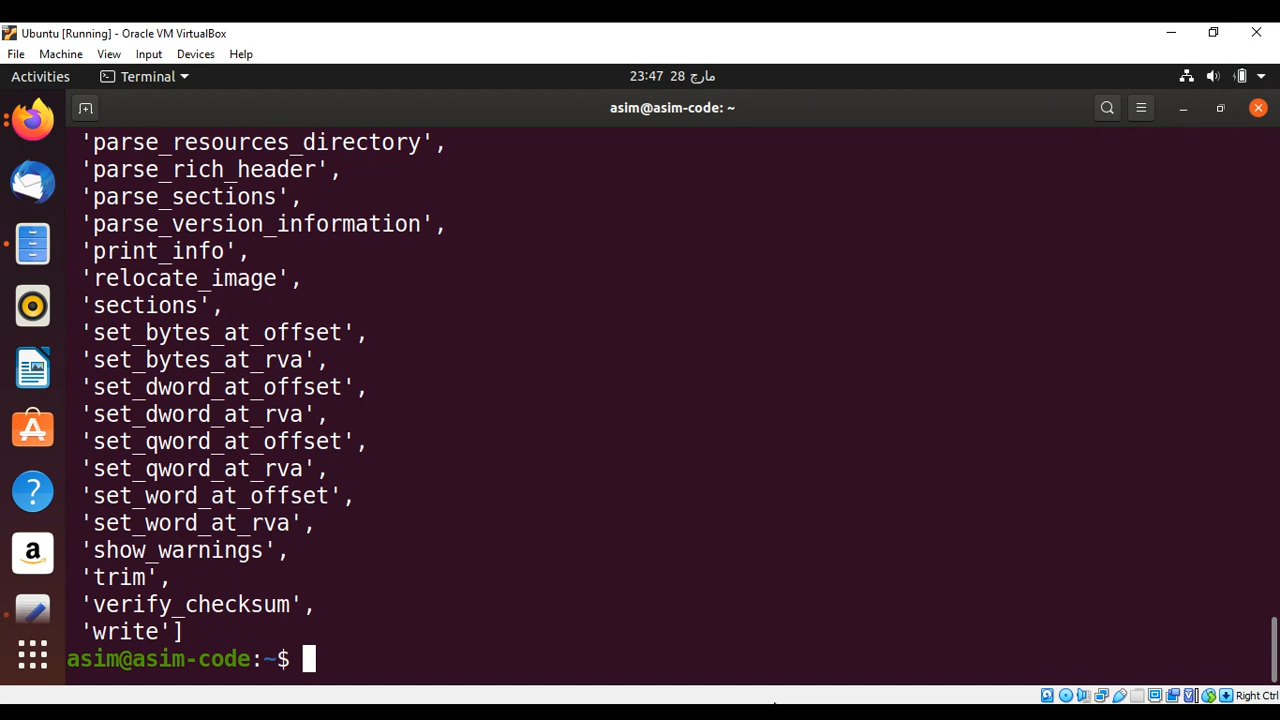 Ubuntu [Running] - Oracle VM VirtualBox
File Machine View Input Devices Help
Activities Terminal 23:47 28 مارچ
asim@asim-code: ~
'parse_resources_directory',
'parse_rich_header',
'parse_sections',
'parse_version_information',
'print_info',
'relocate_image',
'sections',
'set_bytes_at_offset',
'set_bytes_at_rva',
'set_dword_at_offset',
'set_dword_at_rva',
'set_qword_at_offset',
'set_qword_at_rva',
'set_word_at_offset',
'set_word_at_rva',
'show_warnings',
'trim',
'verify_checksum',
'write']
asim@asim-code:~$
Right Ctrl